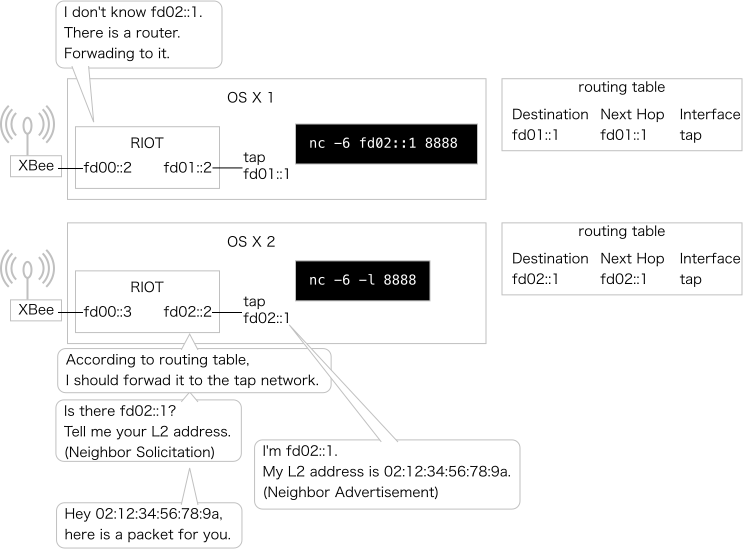 I don't know fd02::1.
There is a router.
Forwading to it.
OS X 1
RIOT
XBee
fd00::2
fd01::2
tap
fd01::1
nc -6 fd02::1 8888
routing table
Destination Next Hop Interface
fd01::1 fd01::1 tap
OS X 2
RIOT
XBee
fd00::3
fd02::2
tap
fd02::1
nc -6 -l 8888
routing table
Destination Next Hop Interface
fd02::1 fd02::1 tap
According to routing table,
I should forwad it to the tap network.
Is there fd02::1?
Tell me your L2 address.
(Neighbor Solicitation)
I'm fd02::1.
My L2 address is 02:12:34:56:78:9a.
(Neighbor Advertisement)
Hey 02:12:34:56:78:9a,
here is a packet for you.